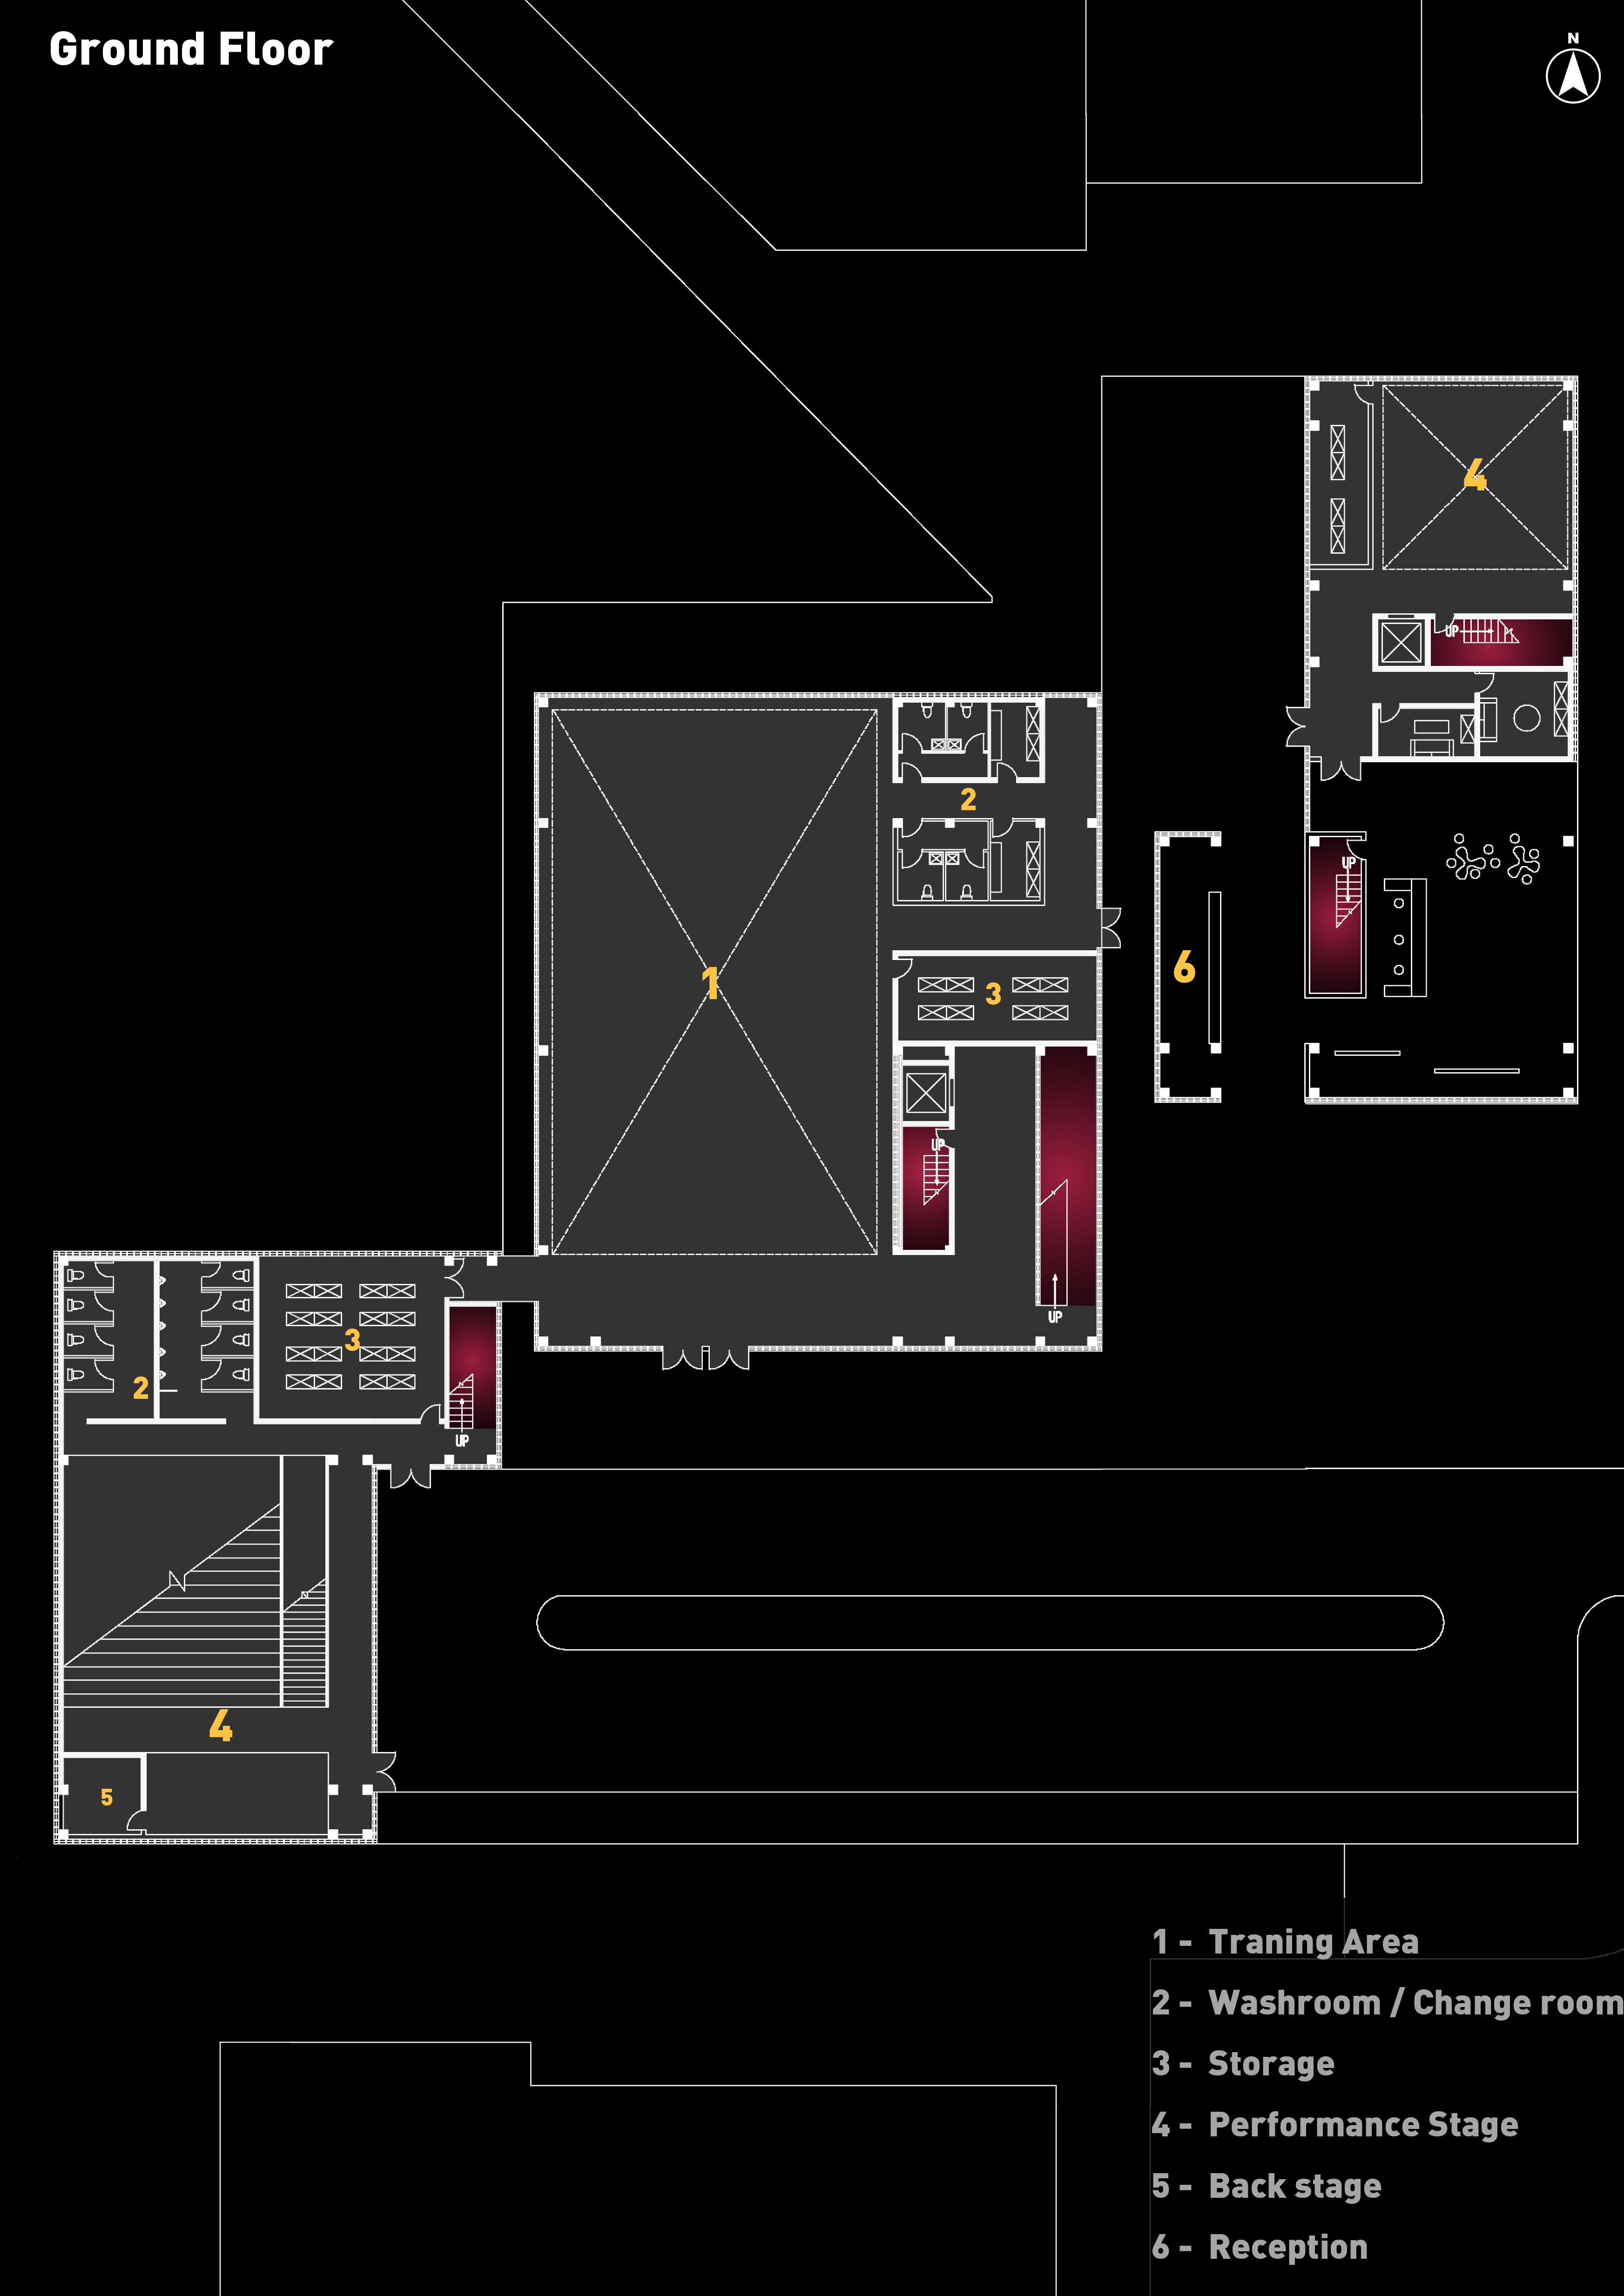 Ground Floor
N
4
UP
2
UP
6
1
3
UP
UP
3
2
UP
4
5
1 - Traning Area
2 - Washroom / Change room
3 - Storage
4 - Performance Stage
5 - Back stage
6 - Reception